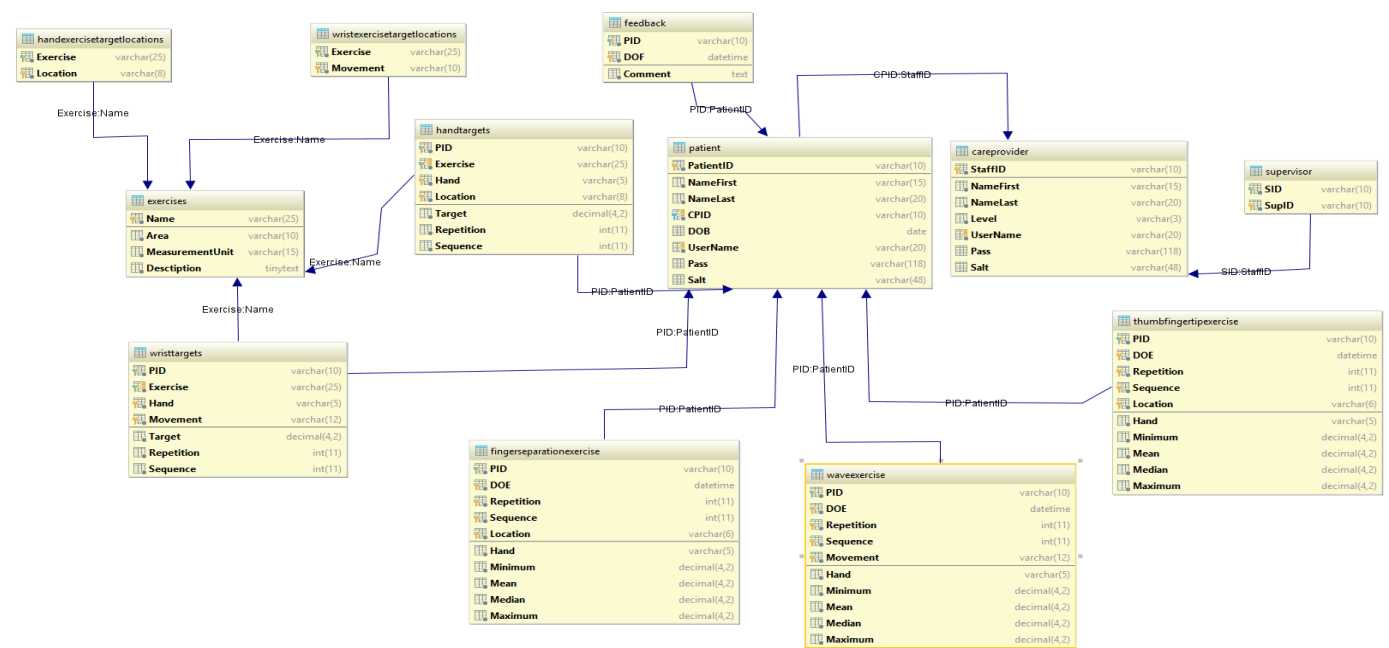 handexercisetargetlocations
Exercise varchar(25)
Location varchar(8)
wristexercisetargetlocations
Exercise varchar(25)
Movement varchar(10)
feedback
PID varchar(10)
DOF datetime
Comment text
Exercise:Name
Exercise:Name
PID:PatientID
CPID:StaffID
handtargets
PID varchar(10)
Exercise varchar(25)
Hand varchar(5)
Location varchar(8)
Target decimal(4,2)
Repetition int(11)
Sequence int(11)
patient
PatientID varchar(10)
NameFirst varchar(15)
NameLast varchar(20)
CPID varchar(10)
DOB date
UserName varchar(20)
Pass varchar(118)
Salt varchar(48)
careprovider
StaffID varchar(10)
NameFirst varchar(15)
NameLast varchar(20)
Level varchar(3)
UserName varchar(20)
Pass varchar(118)
Salt varchar(48)
supervisor
SID varchar(10)
SupID varchar(10)
exercises
Name varchar(25)
Area varchar(10)
MeasurementUnit varchar(15)
Desctiption tinytext
Exercise:Name
SID:StaffID
PID:PatientID
Exercise:Name
PID:PatientID
wristtargets
PID varchar(10)
Exercise varchar(25)
Hand varchar(5)
Movement varchar(12)
Target decimal(4,2)
Repetition int(11)
Sequence int(11)
PID:PatientID
PID:PatientID
PID:PatientID
thumbfingertipexercise
PID varchar(10)
DOE datetime
Repetition int(11)
Sequence int(11)
Location varchar(6)
Hand varchar(5)
Minimum decimal(4,2)
Mean decimal(4,2)
Median decimal(4,2)
Maximum decimal(4,2)
fingerseparationexercise
PID varchar(10)
DOE datetime
Repetition int(11)
Sequence int(11)
Location varchar(6)
Hand varchar(5)
Minimum decimal(4,2)
Mean decimal(4,2)
Median decimal(4,2)
Maximum decimal(4,2)
waveexercise
PID varchar(10)
DOE datetime
Repetition int(11)
Sequence int(11)
Movement varchar(12)
Hand varchar(5)
Minimum decimal(4,2)
Mean decimal(4,2)
Median decimal(4,2)
Maximum decimal(4,2)